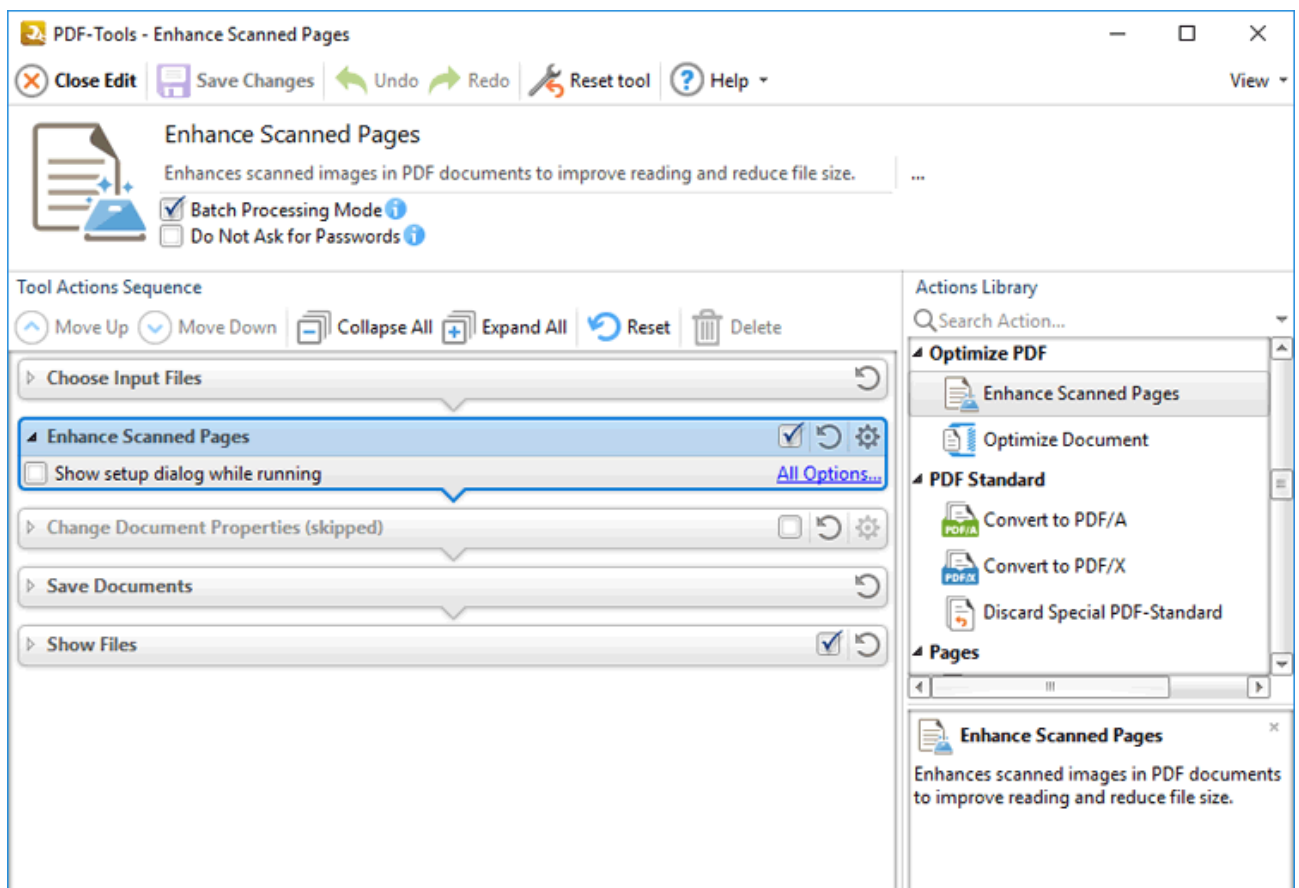 PDF-Tools - Enhance Scanned Pages
Close Edit Save Changes Undo Redo Reset tool Help View
Enhance Scanned Pages
Enhances scanned images in PDF documents to improve reading and reduce file size. ...
Batch Processing Mode
Do Not Ask for Passwords
Tool Actions Sequence
Move Up Move Down Collapse All Expand All Reset Delete
Choose Input Files
Enhance Scanned Pages
Show setup dialog while running All Options...
Change Document Properties (skipped)
Save Documents
Show Files
Actions Library
Search Action...
Optimize PDF
Enhance Scanned Pages
Optimize Document
PDF Standard
PDF/A Convert to PDF/A
PDF/X Convert to PDF/X
Discard Special PDF-Standard
Pages
Enhance Scanned Pages
Enhances scanned images in PDF documents
to improve reading and reduce file size.